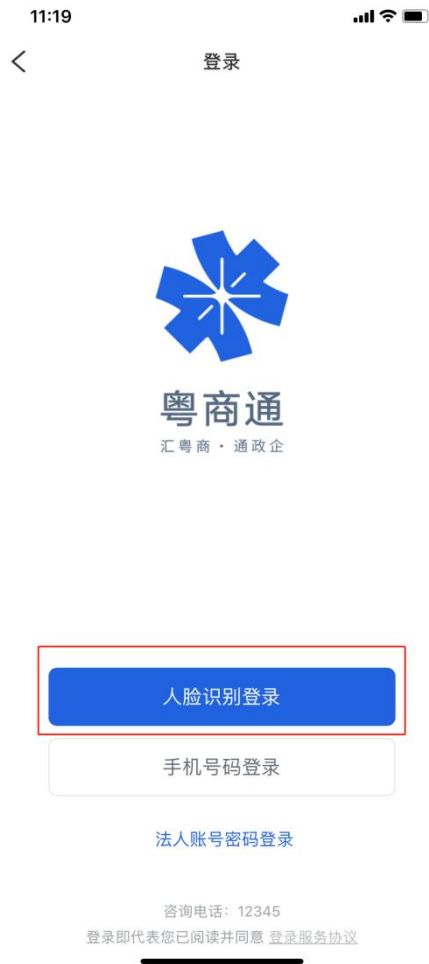 11:19
登录
粤商通
汇粤商·通政企
人脸识别登录
手机号码登录
法人账号密码登录
咨询电话：12345
登录即代表您已阅读并同意 登录服务协议